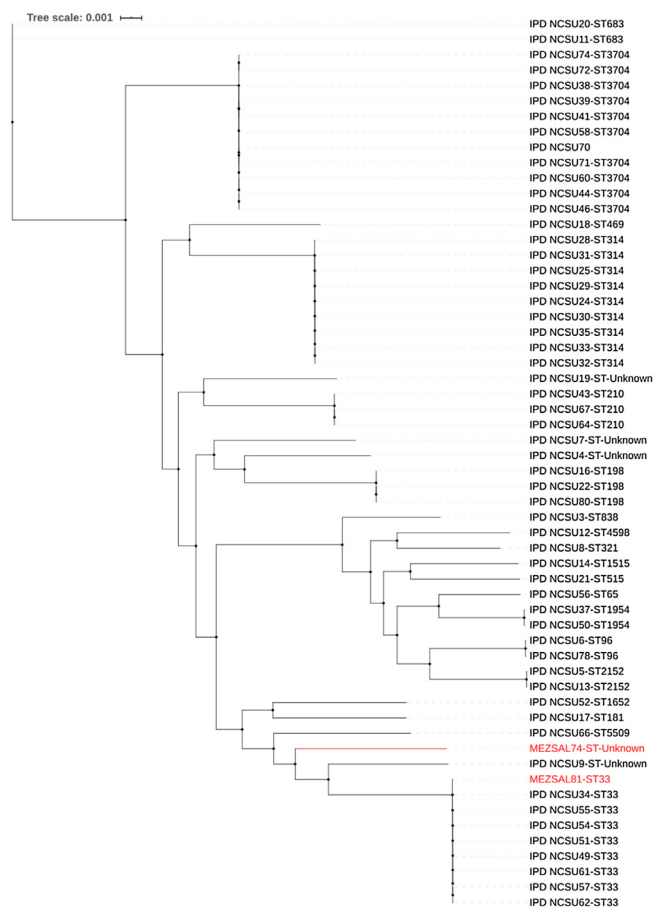 Tree scale: 0.001
IPD NCSU20-ST683
IPD NCSU11-ST683
IPD NCSU74-ST3704
IPD NCSU72-ST3704
IPD NCSU38-ST3704
IPD NCSU39-ST3704
IPD NCSU41-ST3704
IPD NCSU58-ST3704
IPD NCSU70
IPD NCSU71-ST3704
IPD NCSU60-ST3704
IPD NCSU44-ST3704
IPD NCSU46-ST3704
IPD NCSU18-ST469
IPD NCSU28-ST314
IPD NCSU31-ST314
IPD NCSU25-ST314
IPD NCSU29-ST314
IPD NCSU24-ST314
IPD NCSU30-ST314
IPD NCSU35-ST314
IPD NCSU33-ST314
IPD NCSU32-ST314
IPD NCSU19-ST-Unknown
IPD NCSU43-ST210
IPD NCSU67-ST210
IPD NCSU64-ST210
IPD NCSU7-ST-Unknown
IPD NCSU4-ST-Unknown
IPD NCSU16-ST198
IPD NCSU22-ST198
IPD NCSU80-ST198
IPD NCSU3-ST838
IPD NCSU12-ST4598
IPD NCSU8-ST321
IPD NCSU14-ST1515
IPD NCSU21-ST515
IPD NCSU56-ST65
IPD NCSU37-ST1954
IPD NCSU50-ST1954
IPD NCSU6-ST96
IPD NCSU78-ST96
IPD NCSU5-ST2152
IPD NCSU13-ST2152
IPD NCSU52-ST1652
IPD NCSU17-ST181
IPD NCSU66-ST5509
MEZSAL74-ST-Unknown
IPD NCSU9-ST-Unknown
MEZSAL81-ST33
IPD NCSU34-ST33
IPD NCSU55-ST33
IPD NCSU54-ST33
IPD NCSU51-ST33
IPD NCSU49-ST33
IPD NCSU61-ST33
IPD NCSU57-ST33
IPD NCSU62-ST33